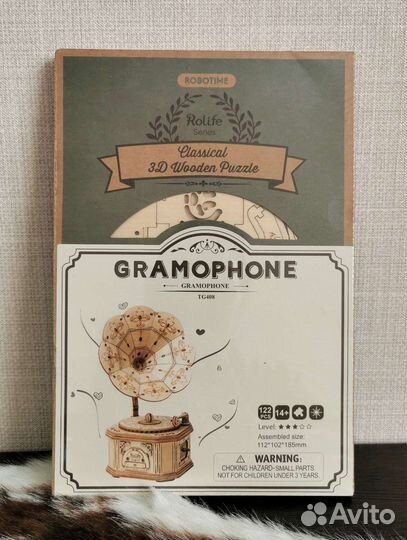 ROBOTIME
Rolife
Series
Classical
3D Wooden Puzzle
GRAMOPHONE
GRAMOPHONE
TG408
122
PCS
14+
Level: ★★★☆☆
Assembled size:
112*102*185mm
⚠ WARNING:
CHOKING HAZARD-SMALL PARTS
NOT FOR CHILDREN UNDER 3 YEARS.
Avito